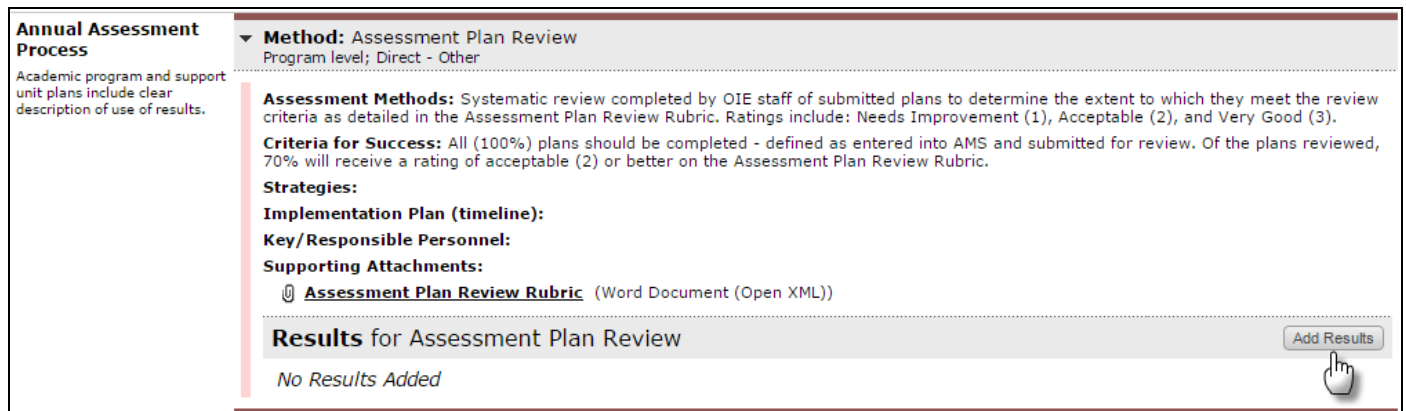 Annual Assessment
Process
Academic program and support
unit plans include clear
description of use of results.
Method: Assessment Plan Review
Program level; Direct - Other
Assessment Methods: Systematic review completed by OIE staff of submitted plans to determine the extent to which they meet the review
criteria as detailed in the Assessment Plan Review Rubric. Ratings include: Needs Improvement (1), Acceptable (2), and Very Good (3).
Criteria for Success: All (100%) plans should be completed - defined as entered into AMS and submitted for review. Of the plans reviewed,
70% will receive a rating of acceptable (2) or better on the Assessment Plan Review Rubric.
Strategies:
Implementation Plan (timeline):
Key/Responsible Personnel:
Supporting Attachments:
Assessment Plan Review Rubric (Word Document (Open XML))
Results for Assessment Plan Review
Add Results
No Results Added